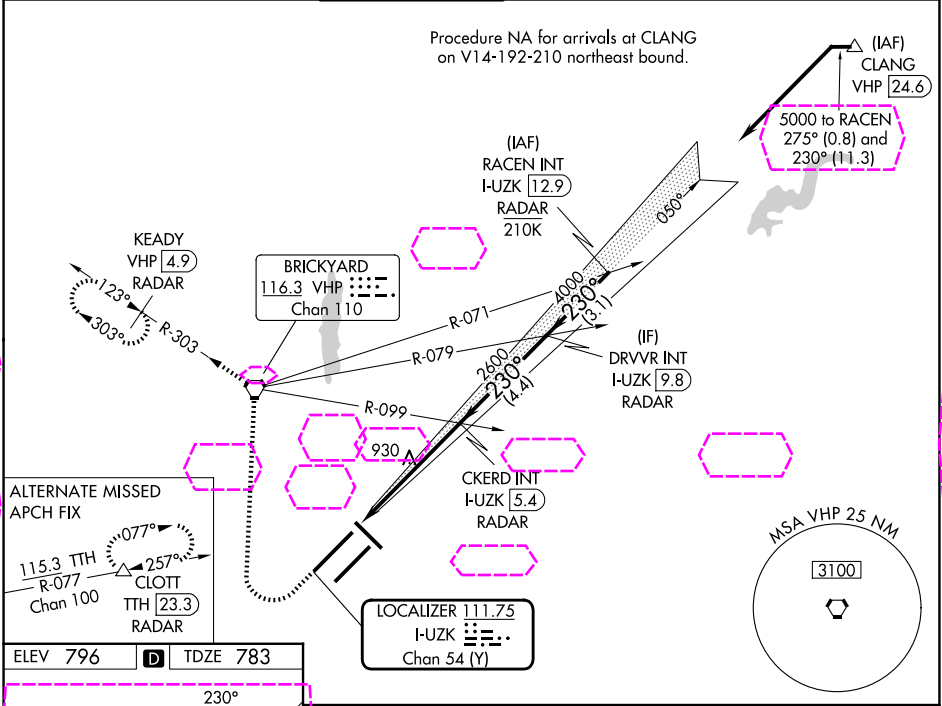 Procedure NA for arrivals at CLANG
on V14-192-210 northeast bound.
(IAF)
CLANG
VHP 24.6
5000 to RACEN
275° (0.8) and
230° (11.3)
(IAF)
RACEN INT
I-UZK 12.9
RADAR
210K
050°
KEADY
VHP 4.9
RADAR
BRICKYARD
116.3 VHP
Chan 110
123°
303°
R-303
R-071
R-079
R-099
4000
230°
(3.1)
2600
230°
(4.4)
(IF)
DRVVR INT
I-UZK 9.8
RADAR
930
CKERD INT
I-UZK 5.4
RADAR
ALTERNATE MISSED
APCH FIX
077°
257°
115.3 TTH
R-077
Chan 100
CLOTT
TTH 23.3
RADAR
LOCALIZER 111.75
I-UZK
Chan 54 (Y)
MSA VHP 25 NM
3100
ELEV 796 D TDZE 783
230°